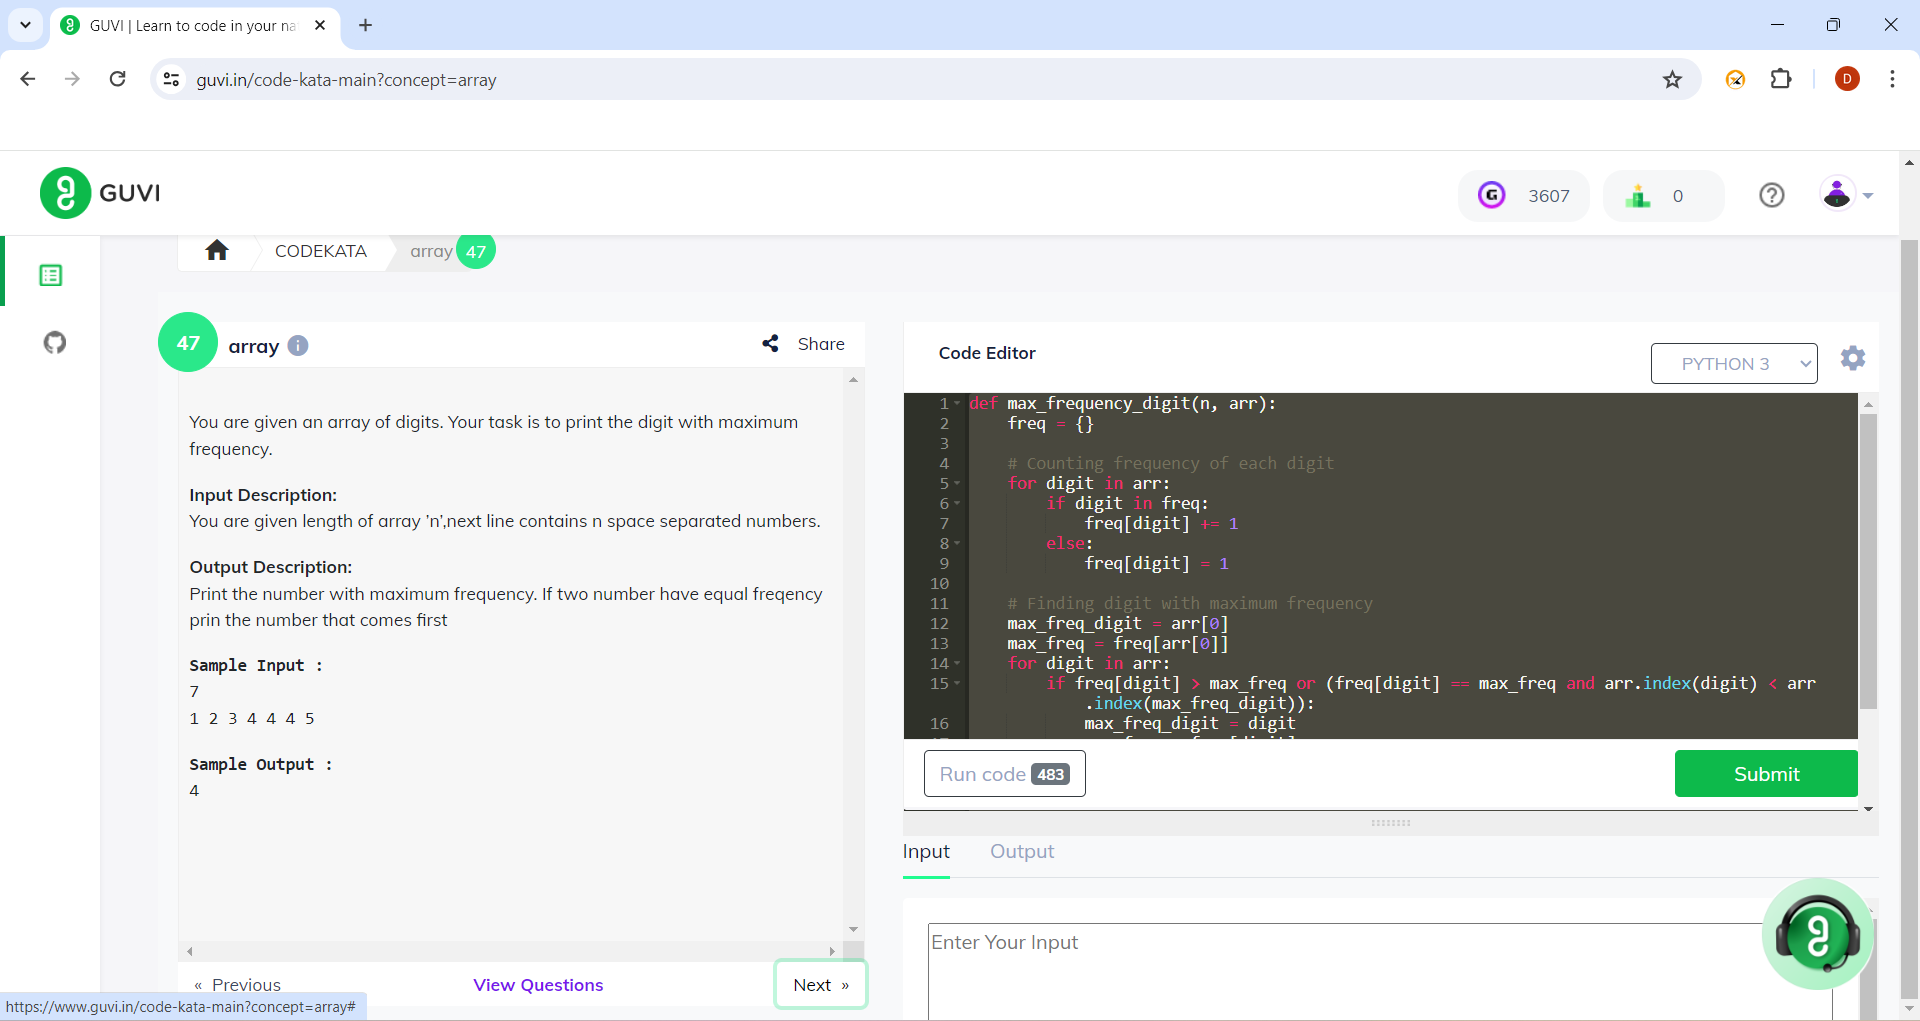 GUVI | Learn to code in your na
guvi.in/code-kata-main?concept=array
D
GUVI
G
3607
0
CODEKATA
array
47
47
array
i
Share
You are given an array of digits. Your task is to print the digit with maximum
frequency.
Input Description:
You are given length of array 'n',next line contains n space separated numbers.
Output Description:
Print the number with maximum frequency. If two number have equal freqency
prin the number that comes first
Sample Input :
7
1 2 3 4 4 4 5
Sample Output :
4
« Previous
View Questions
Next »
https://www.guvi.in/code-kata-main?concept=array#
Code Editor
PYTHON 3
1 def max_frequency_digit(n, arr):
2     freq = {}
3
4     # Counting frequency of each digit
5     for digit in arr:
6         if digit in freq:
7             freq[digit] += 1
8         else:
9             freq[digit] = 1
10
11     # Finding digit with maximum frequency
12     max_freq_digit = arr[0]
13     max_freq = freq[arr[0]]
14     for digit in arr:
15         if freq[digit] > max_freq or (freq[digit] == max_freq and arr.index(digit) < arr
            .index(max_freq_digit)):
16             max_freq_digit = digit
Run code 483
Submit
Input
Output
Enter Your Input